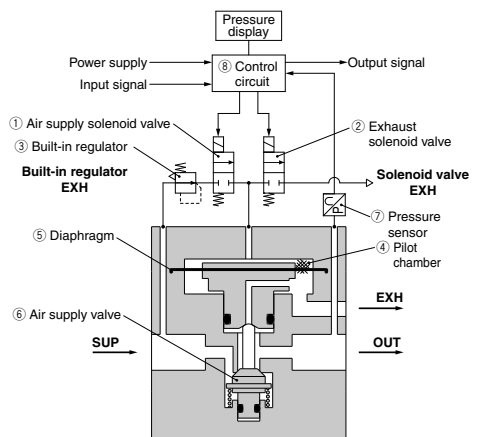 Pressure
display
Power supply
⑧ Control
circuit
Output signal
Input signal
① Air supply solenoid valve
② Exhaust
solenoid valve
③ Built-in regulator
Built-in regulator
EXH
Solenoid valve
EXH
P
⑦ Pressure
sensor
⑤ Diaphragm
④ Pilot
chamber
EXH
⑥ Air supply valve
SUP
OUT